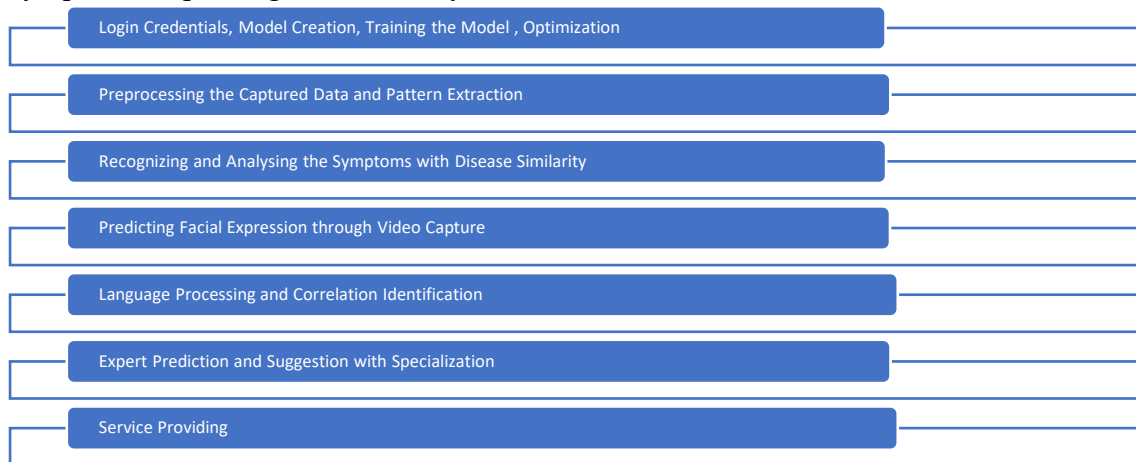 Login Credentials, Model Creation, Training the Model , Optimization
Preprocessing the Captured Data and Pattern Extraction
Recognizing and Analysing the Symptoms with Disease Similarity
Predicting Facial Expression through Video Capture
Language Processing and Correlation Identification
Expert Prediction and Suggestion with Specialization
Service Providing